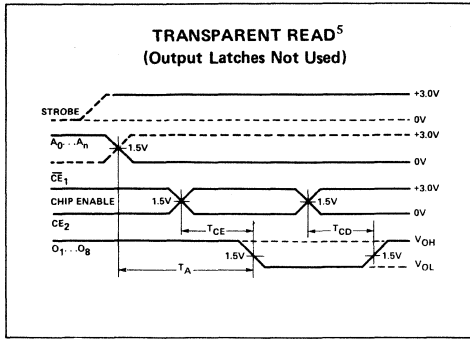 TRANSPARENT READ5
(Output Latches Not Used)
+3.0V
STROBE
0V
A0...An
+3.0V
1.5V
0V
CE1
+3.0V
CHIP ENABLE
1.5V
1.5V
0V
CE2
TCE
TCD
O1...O8
VOH
1.5V
1.5V
TA
VOL